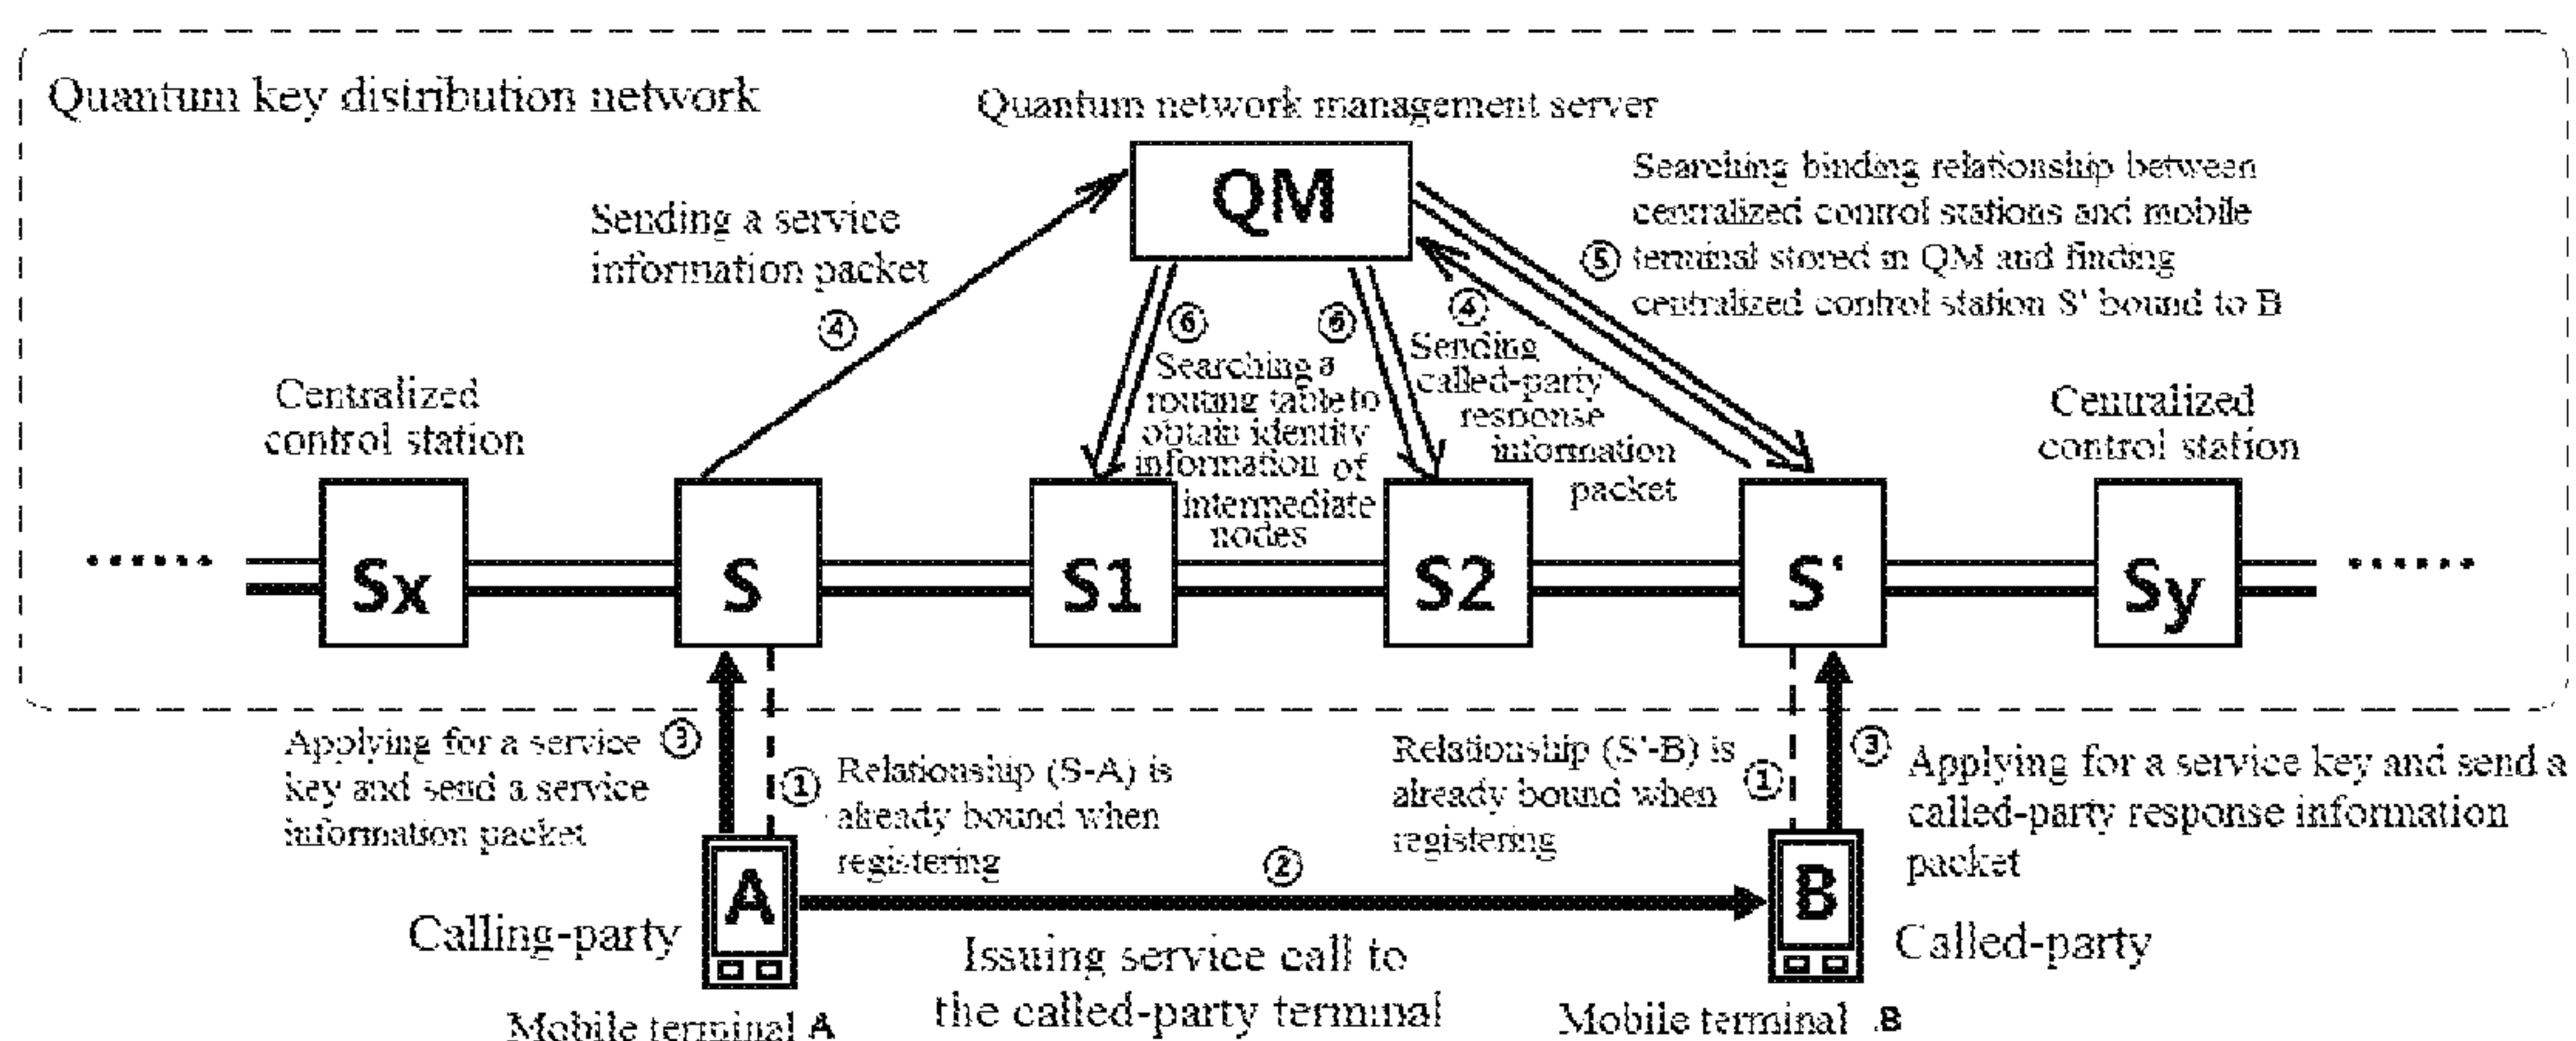 Quantum key distribution network
Quantum network management server
QM
Sending a service
information packet
④
Searching binding relationship between
centralized control stations and mobile
⑤ terminal stored in QM and finding
centralized control station S' bound to B
⑥
Searching a
routing table to
obtain identity
information of
intermediate
nodes
⑥
④
Sending
called-party
response
information
packet
Centralized
control station
Centralized
control station
......
Sx
S
S1
S2
S'
Sy
......
Applying for a service ③
key and send a service
information packet
① Relationship (S-A) is
already bound when
registering
Relationship (S'-B) is ①
already bound when
registering
③ Applying for a service key and send a
called-party response information
packet
②
Issuing service call to
the called-party terminal
Calling-party
A
Mobile terminal A
B
Called-party
Mobile terminal B